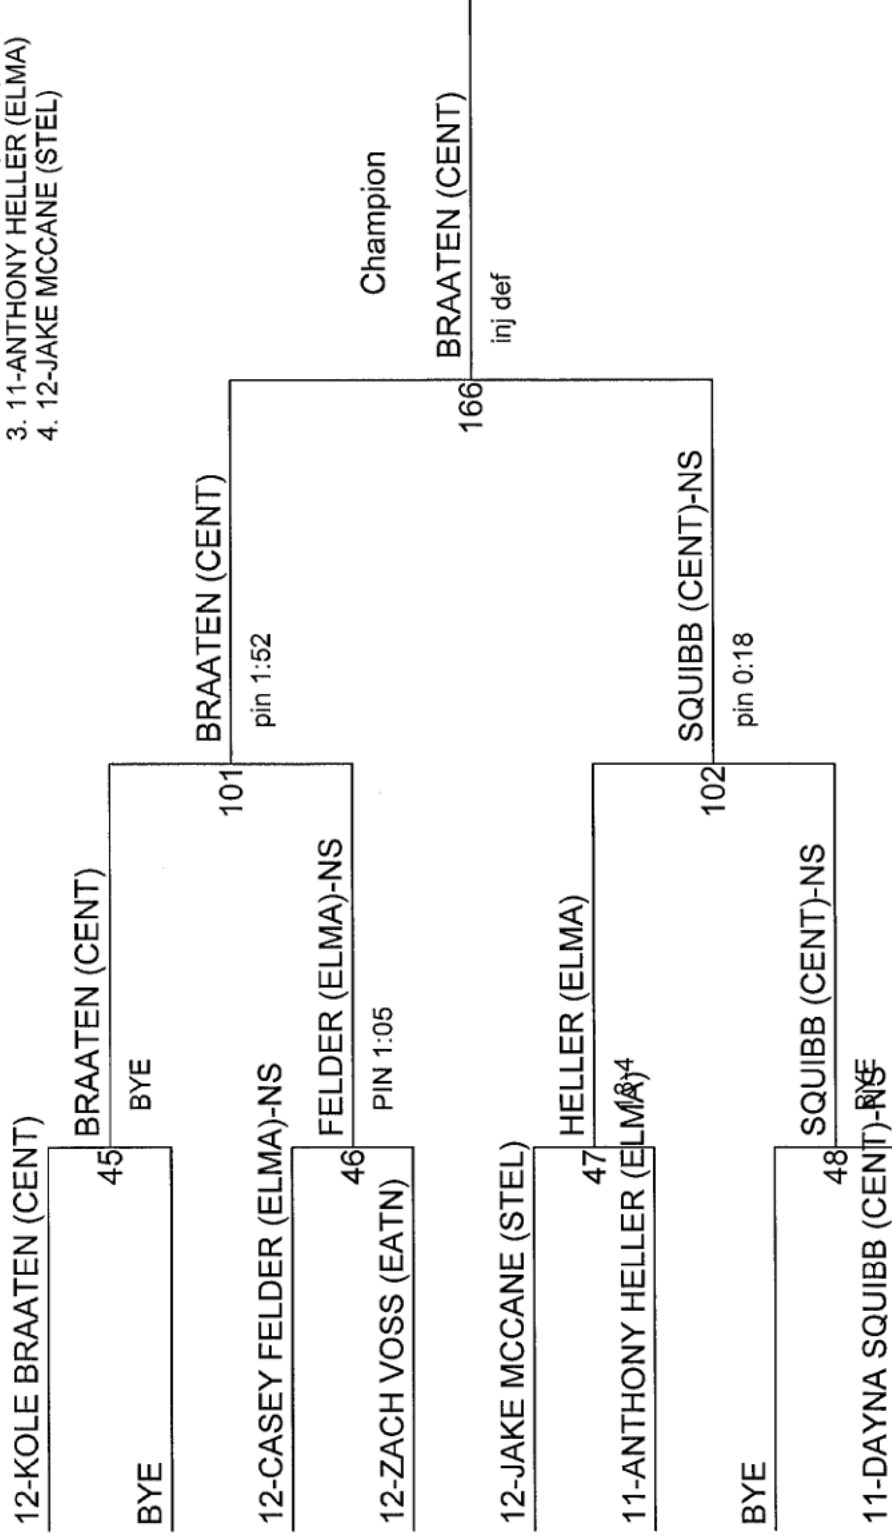 3. 11-ANTHONY HELLER (ELMA)
4. 12-JAKE MCCANE (STEL)
12-KOLE BRAATEN (CENT)
BRAATEN (CENT)
45
BYE
BYE
BRAATEN (CENT)
101
pin 1:52
12-CASEY FELDER (ELMA)-NS
FELDER (ELMA)-NS
46
PIN 1:05
12-ZACH VOSS (EATN)
Champion
BRAATEN (CENT)
166
inj def
12-JAKE MCCANE (STEL)
HELLER (ELMA)
47
11-ANTHONY HELLER (ELMA)
SQUIBB (CENT)-NS
102
pin 0:18
BYE
SQUIBB (CENT)-NS
48
BYE
11-DAYNA SQUIBB (CENT)-NS